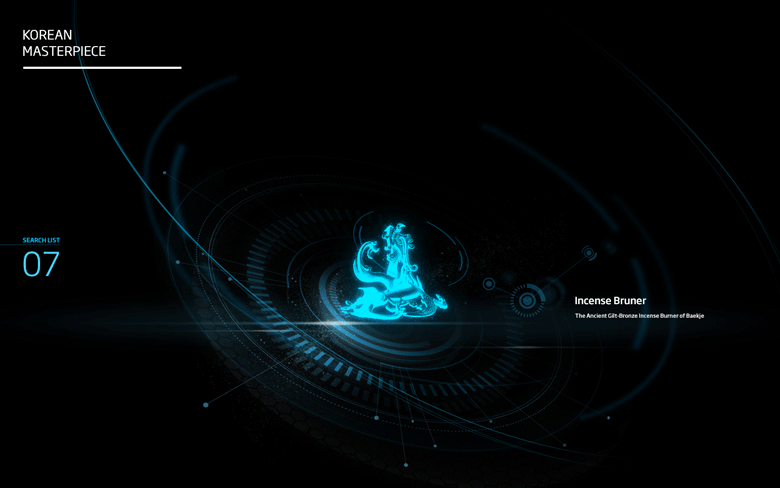 KOREAN
MASTERPIECE
SEARCH LIST
07
Incense Bruner
The Ancient Gilt-Bronze Incense Burner of Baekje